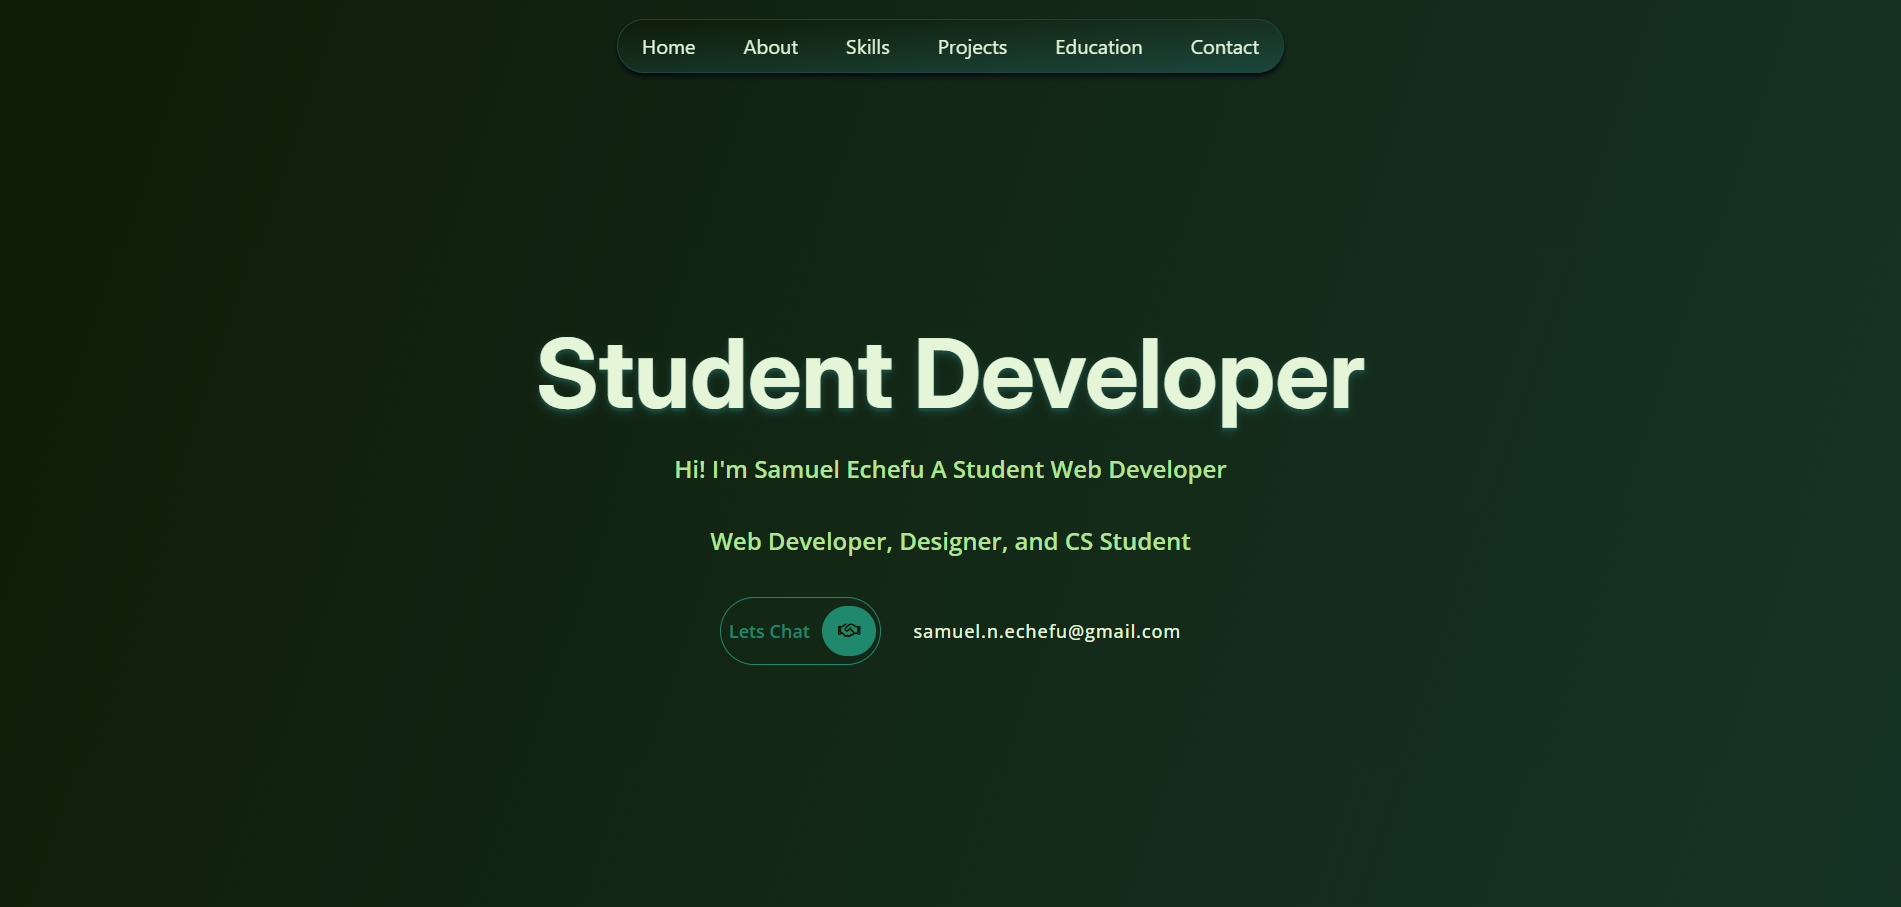 Home About Skills Projects Education Contact
Student Developer
Hi! I'm Samuel Echefu A Student Web Developer
Web Developer, Designer, and CS Student
Lets Chat samuel.n.echefu@gmail.com